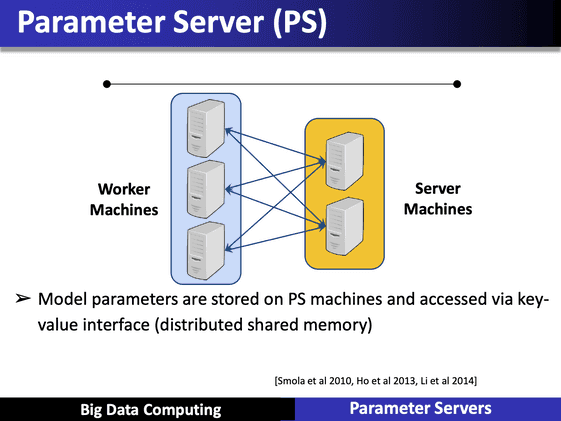 Parameter Server (PS)
Worker
Machines
Server
Machines
➢ Model parameters are stored on PS machines and accessed via key-
value interface (distributed shared memory)
[Smola et al 2010, Ho et al 2013, Li et al 2014]
Big Data Computing
Parameter Servers